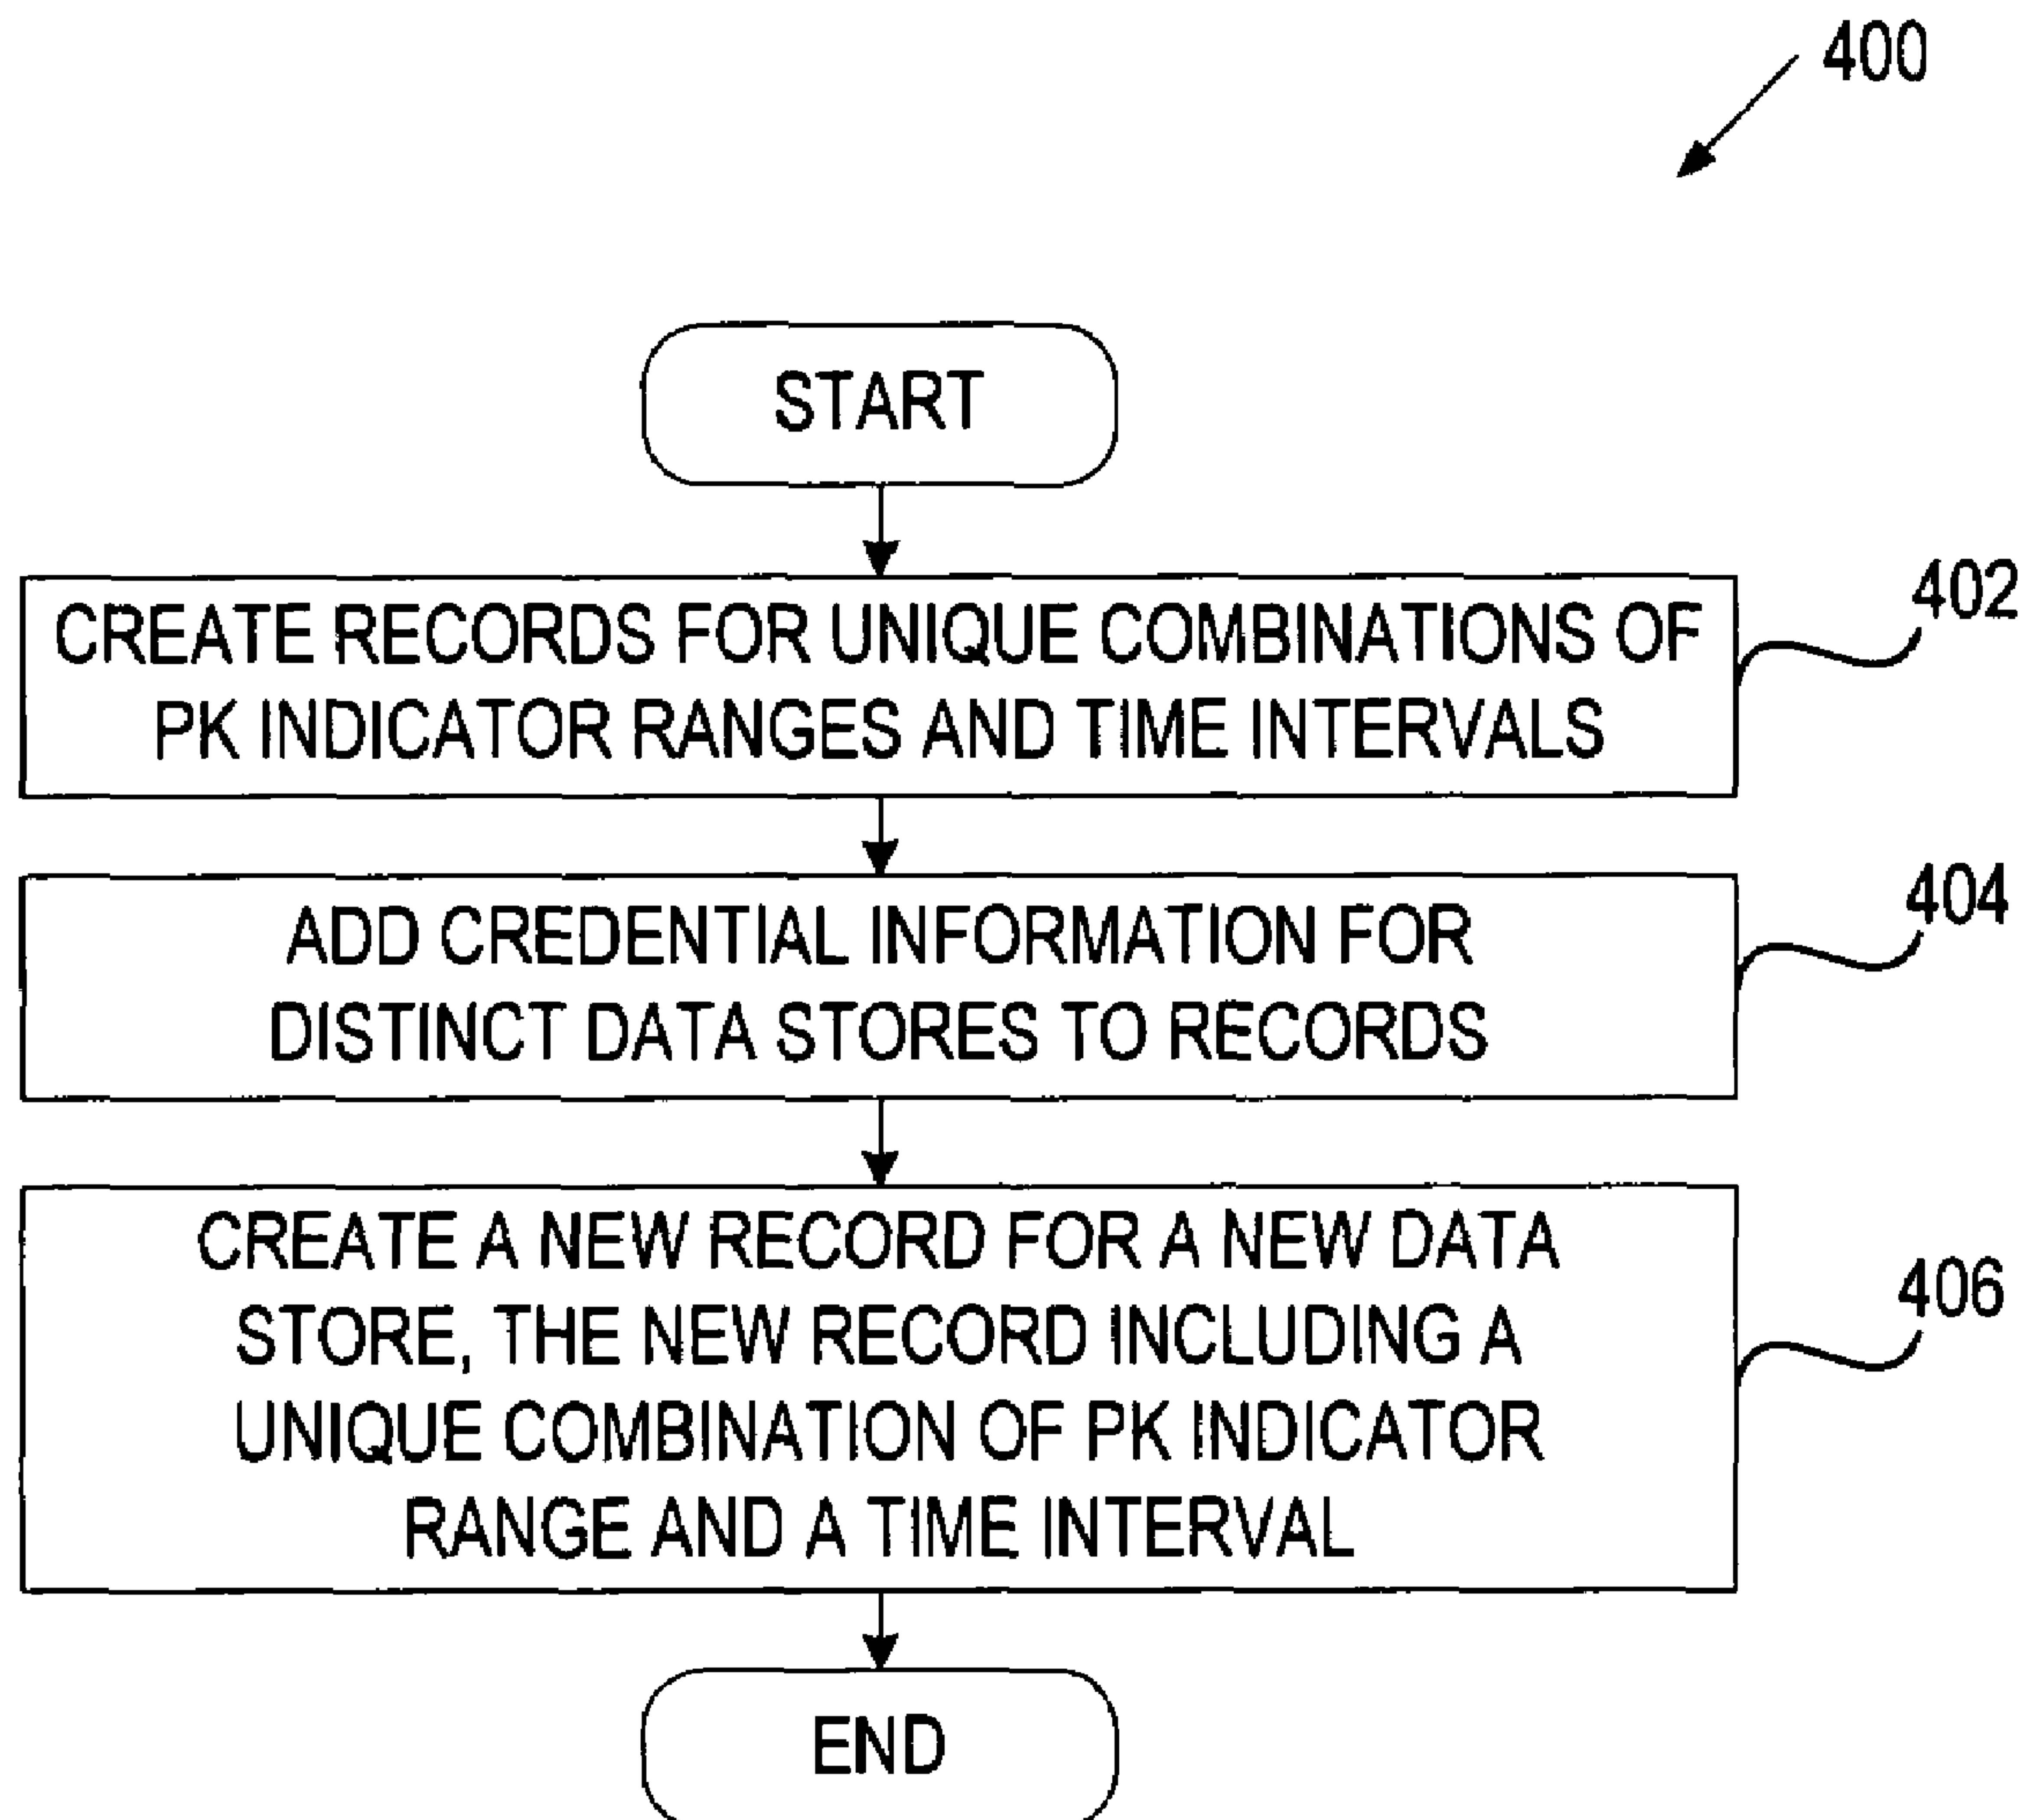 400
START
CREATE RECORDS FOR UNIQUE COMBINATIONS OF
PK INDICATOR RANGES AND TIME INTERVALS
402
ADD CREDENTIAL INFORMATION FOR
DISTINCT DATA STORES TO RECORDS
404
CREATE A NEW RECORD FOR A NEW DATA
STORE, THE NEW RECORD INCLUDING A
UNIQUE COMBINATION OF PK INDICATOR
RANGE AND A TIME INTERVAL
406
END